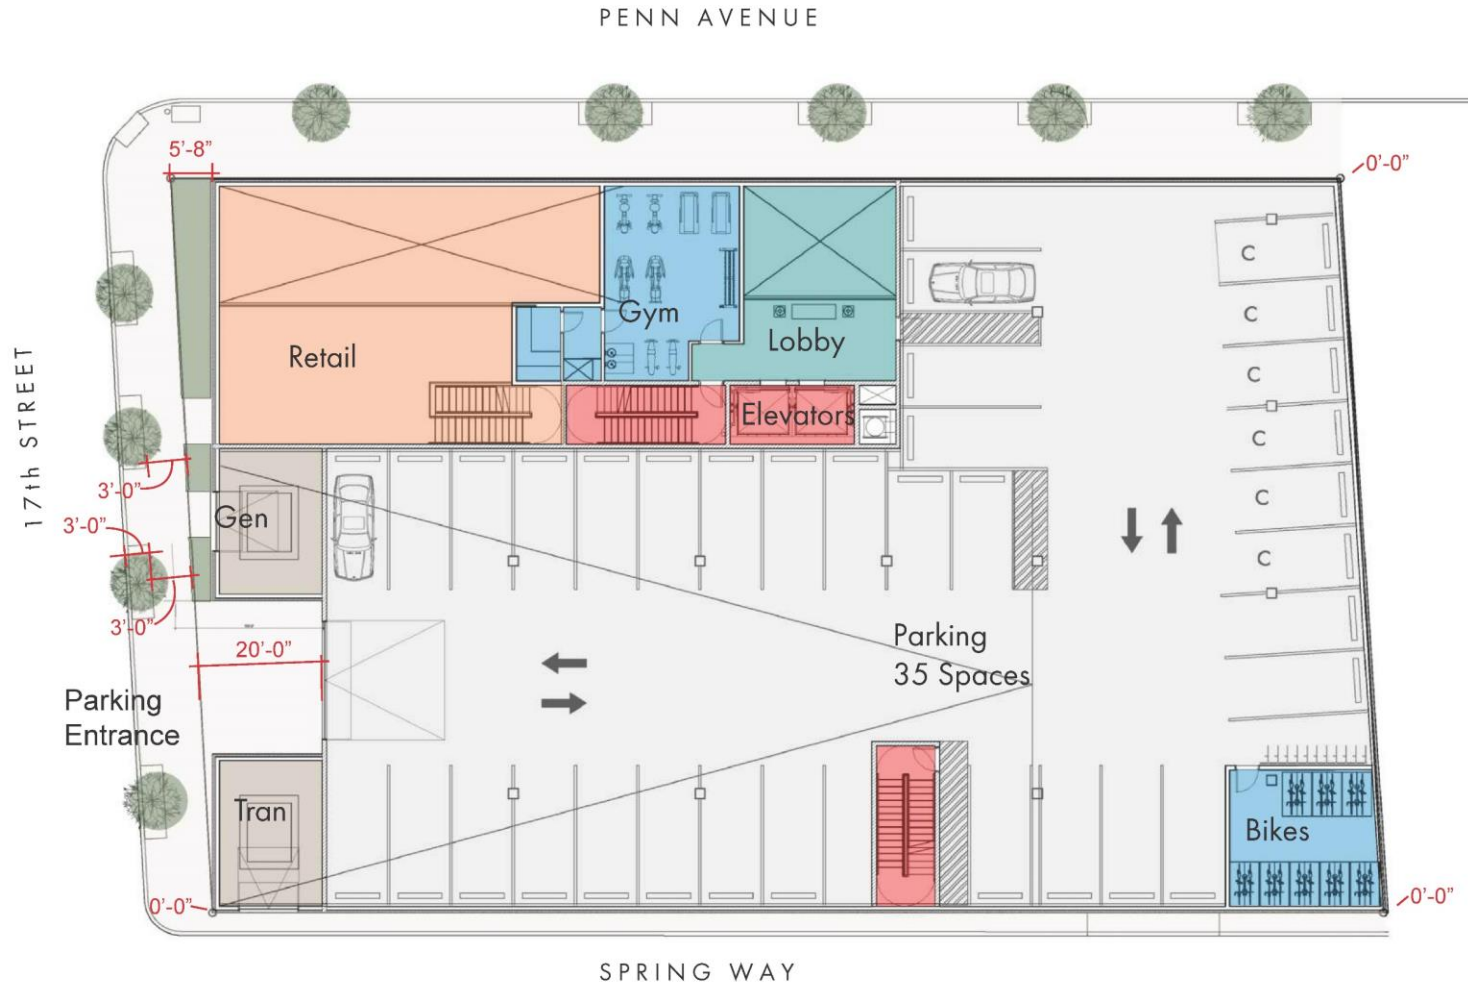 PENN AVENUE
5'-8"
0'-0"
C
C
Gym
Lobby
Retail
C
Elevators
C
17th STREET
3'-0"
C
3'-0"
Gen
C
3'-0"
20'-0"
Parking
35 Spaces
Parking
Entrance
Tran
Bikes
0'-0"
0'-0"
SPRING WAY